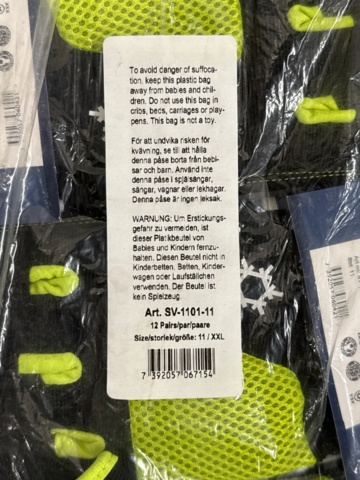 To avoid danger of suffoca-
tion, keep this plastic bag
away from babies and chil-
dren. Do not use this bag in
cribs, beds, carriages or play-
pens. This bag is not a toy.
För att undvika risken för
kvävning, se till att hålla
denna påse borta från bebi-
sar och barn. Använd inte
denna påse i spjälsängar,
sängar, vagnar eller lekhagar.
Denna påse är ingen leksak.
WARNUNG: Um Erstickungs-
gefahr zu vermeiden, ist
dieser Platikbeutel von
Babies und Kindern fernzu-
halten. Diesen Beutel nicht in
Kinderbetten, Betten, Kinder-
wagen oder Laufställchen
verwenden. Der Beutel ist
kein Spielzeug.
Art. SV-1101-11
12 Pairs/par/paare
Size/storlek/größe: 11 / XXL
7 392057 067154